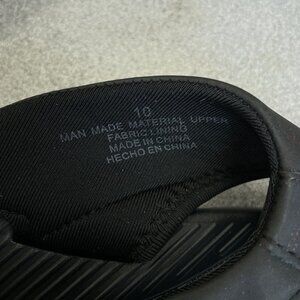 10
MAN MADE MATERIAL UPPER
FABRIC LINING
MADE IN CHINA
HECHO EN CHINA